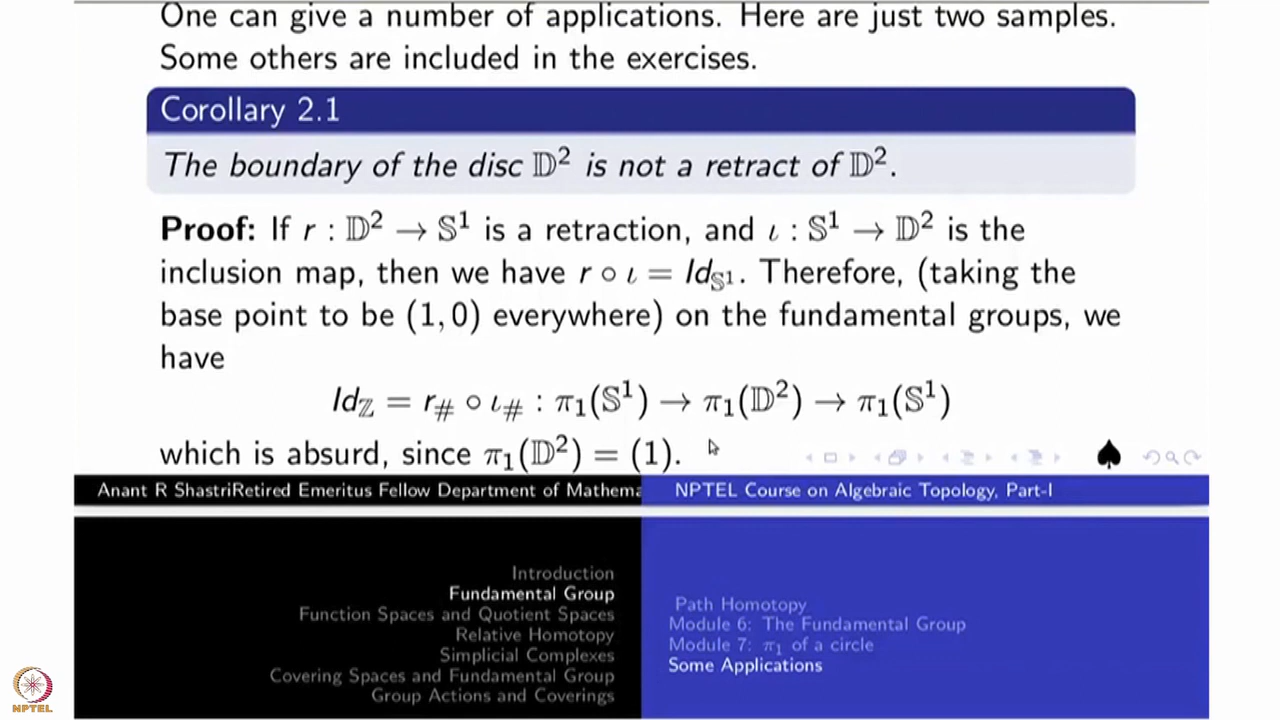 One can give a number of applications. Here are just two samples.
Some others are included in the exercises.
Corollary 2.1
The boundary of the disc 𝔻² is not a retract of 𝔻².
Proof: If r : 𝔻² → 𝕊¹ is a retraction, and ι : 𝕊¹ → 𝔻² is the
inclusion map, then we have r ∘ ι = Id_𝕊¹. Therefore, (taking the
base point to be (1, 0) everywhere) on the fundamental groups, we
have
Id_ℤ = r_# ∘ ι_# : π₁(𝕊¹) → π₁(𝔻²) → π₁(𝕊¹)
which is absurd, since π₁(𝔻²) = (1). ♠
Anant R ShastriRetired Emeritus Fellow Department of Mathema NPTEL Course on Algebraic Topology, Part-I
Introduction
Fundamental Group
Function Spaces and Quotient Spaces
Relative Homotopy
Simplicial Complexes
Covering Spaces and Fundamental Group
Group Actions and Coverings
Path Homotopy
Module 6: The Fundamental Group
Module 7: π₁ of a circle
Some Applications
NPTEL